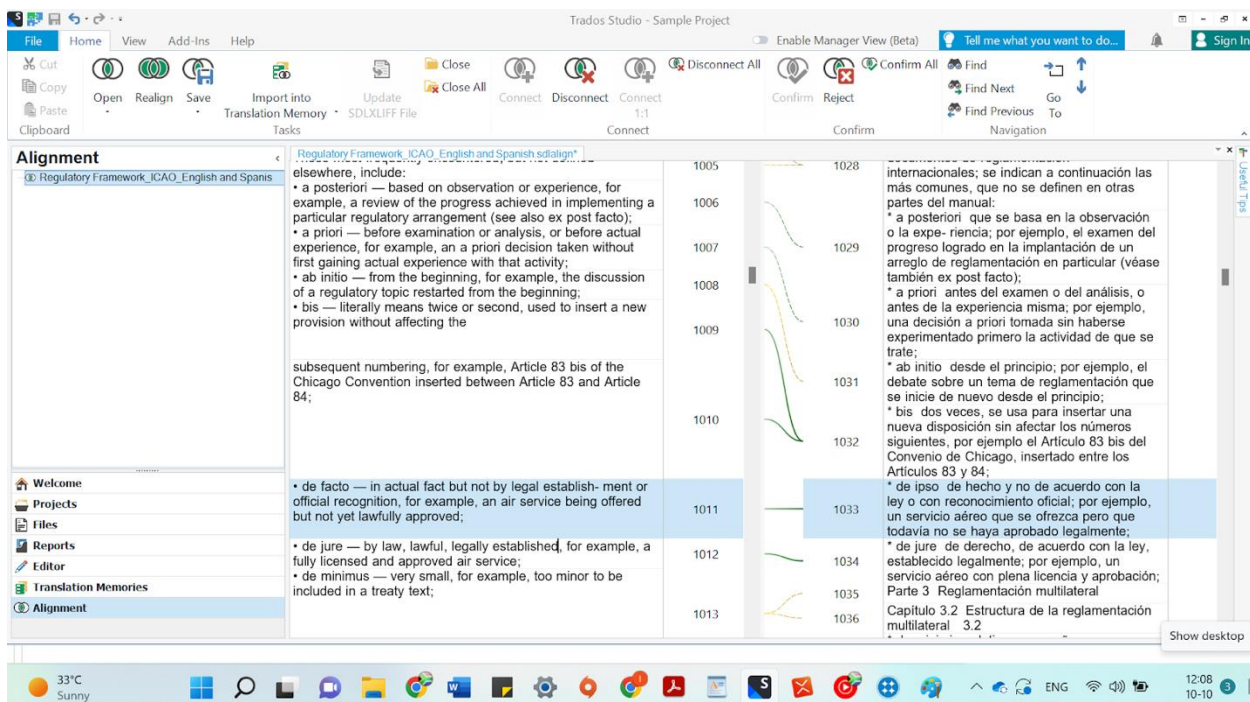 Trades Studio - Sample Project
File Home View Add-Ins Help
Enable Manager View (Beta)
Tell me what you want to do...
Sign In
Cut
Copy
Paste
Clipboard
Open
Realign
Save
Import into
Translation Memory
Update
SDLXLIFF File
Tasks
Close
Close All
Connect
Disconnect
Connect
1:1
Disconnect All
Connect
Confirm
Reject
Confirm All
Confirm
Find
Find Next
Find Previous
Go
To
Navigation
Alignment
Regulatory Framework_ICAO_English and Spanis
Welcome
Projects
Files
Reports
Editor
Translation Memories
Alignment
Regulatory Framework_ICAO_English and Spanish.sdlalign*
elsewhere, include:
• a posteriori — based on observation or experience, for
example, a review of the progress achieved in implementing a
particular regulatory arrangement (see also ex post facto);
• a priori — before examination or analysis, or before actual
experience, for example, an a priori decision taken without
first gaining actual experience with that activity;
• ab initio — from the beginning, for example, the discussion
of a regulatory topic restarted from the beginning;
• bis — literally means twice or second, used to insert a new
provision without affecting the
subsequent numbering, for example, Article 83 bis of the
Chicago Convention inserted between Article 83 and Article
84;
• de facto — in actual fact but not by legal establish- ment or
official recognition, for example, an air service being offered
but not yet lawfully approved;
• de jure — by law, lawful, legally established, for example, a
fully licensed and approved air service;
• de minimus — very small, for example, too minor to be
included in a treaty text;
1005
1006
1007
1008
1009
1010
1011
1012
1013
1028
1029
1030
1031
1032
1033
1034
1035
1036
internacionales; se indican a continuación las
más comunes, que no se definen en otras
partes del manual:
* a posteriori que se basa en la observación
o la expe- riencia; por ejemplo, el examen del
progreso logrado en la implantación de un
arreglo de reglamentación en particular (véase
también ex post facto);
* a priori antes del examen o del análisis, o
antes de la experiencia misma; por ejemplo,
una decisión a priori tomada sin haberse
experimentado primero la actividad de que se
trate;
* ab initio desde el principio; por ejemplo, el
debate sobre un tema de reglamentación que
se inicie de nuevo desde el principio;
* bis dos veces, se usa para insertar una
nueva disposición sin afectar los números
siguientes, por ejemplo el Artículo 83 bis del
Convenio de Chicago, insertado entre los
Artículos 83 y 84;
* de ipso de hecho y no de acuerdo con la
ley o con reconocimiento oficial; por ejemplo,
un servicio aéreo que se ofrezca pero que
todavía no se haya aprobado legalmente;
* de jure de derecho, de acuerdo con la ley,
establecido legalmente; por ejemplo, un
servicio aéreo con plena licencia y aprobación;
Parte 3 Reglamentación multilateral
Capítulo 3.2 Estructura de la reglamentación
multilateral 3.2
Useful Tips
Show desktop
33°C
Sunny
ENG
12:08
10-10
3